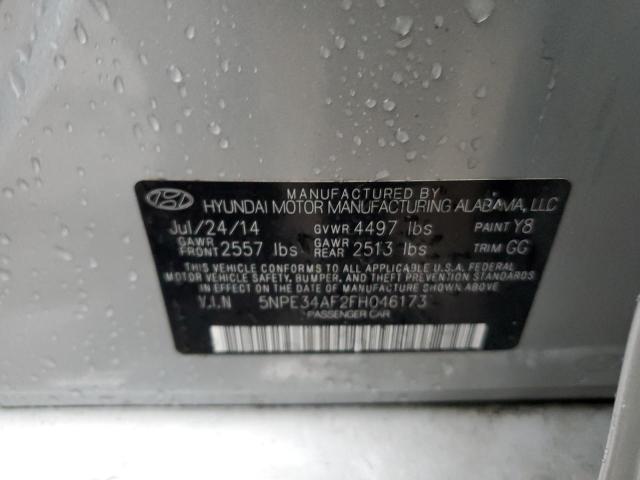 MANUFACTURED BY
HYUNDAI MOTOR MANUFACTURING ALABAMA, LLC
Jul/24/14 GVWR 4497 lbs PAINT Y8
GAWR FRONT 2557 lbs GAWR REAR 2513 lbs TRIM GG
THIS VEHICLE CONFORMS TO ALL APPLICABLE U.S.A. FEDERAL
MOTOR VEHICLE SAFETY, BUMPER, AND THEFT PREVENTION STANDARDS
IN EFFECT ON THE DATE OF MANUFACTURE SHOWN ABOVE.
V.I.N 5NPE34AF2FH046173
PASSENGER CAR